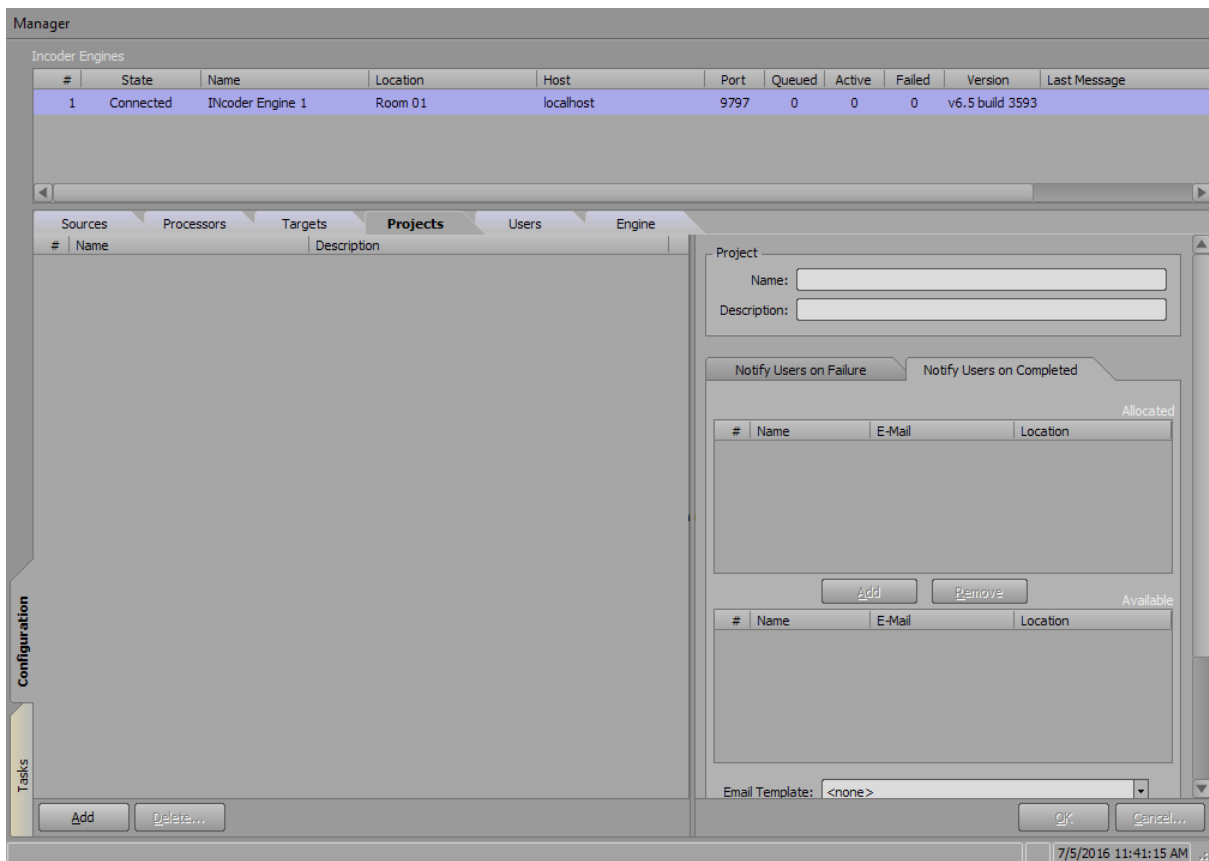 Manager
Incoder Engines
# State Name Location Host Port Queued Active Failed Version Last Message
1 Connected INcoder Engine 1 Room 01 localhost 9797 0 0 0 v6.5 build 3593
Sources Processors Targets Projects Users Engine
# Name Description
Project
Name:
Description:
Notify Users on Failure Notify Users on Completed
Allocated
# Name E-Mail Location
Add Remove
Available
# Name E-Mail Location
Email Template: <none>
Configuration
Tasks
Add Delete... OK Cancel...
7/5/2016 11:41:15 AM